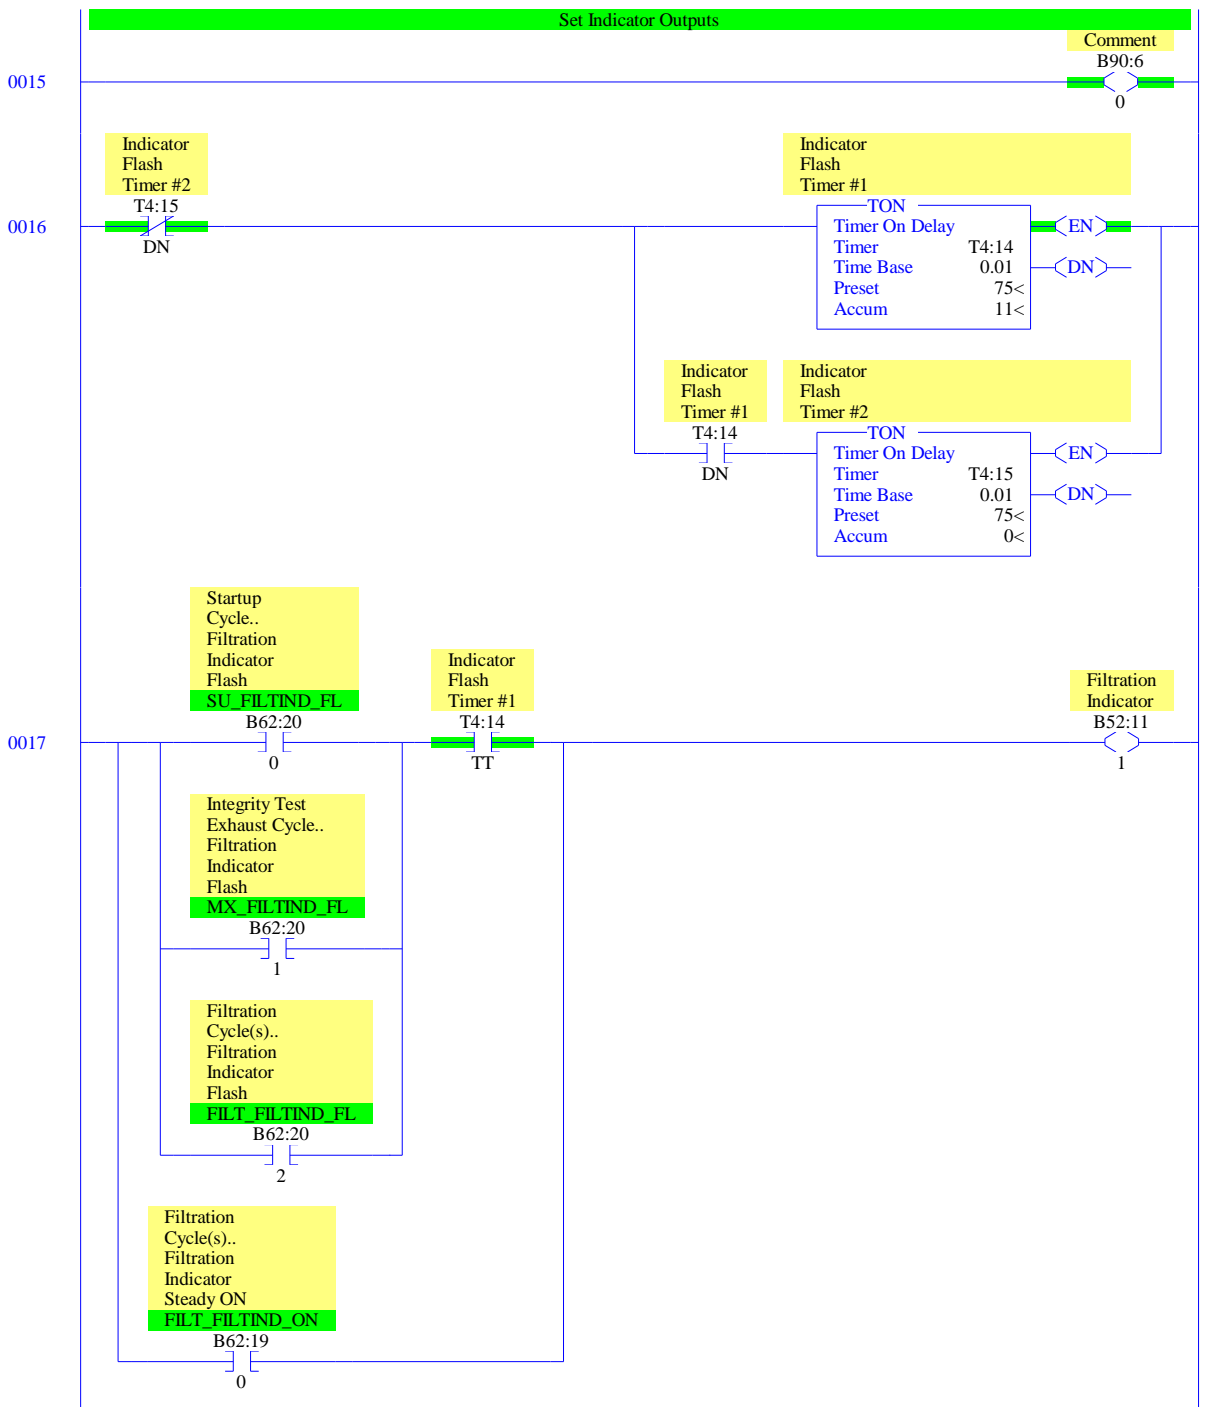 Set Indicator Outputs
Comment
B90:6
0015
0
Indicator
Flash
Timer #2
T4:15
0016
DN
Indicator
Flash
Timer #1
TON
Timer On Delay
Timer T4:14
Time Base 0.01
Preset 75<
Accum 11<
EN
DN
Indicator
Flash
Timer #1
T4:14
DN
Indicator
Flash
Timer #2
TON
Timer On Delay
Timer T4:15
Time Base 0.01
Preset 75<
Accum 0<
EN
DN
Startup
Cycle..
Filtration
Indicator
Flash
SU_FILTIND_FL
B62:20
0017
0
Indicator
Flash
Timer #1
T4:14
TT
Filtration
Indicator
B52:11
1
Integrity Test
Exhaust Cycle..
Filtration
Indicator
Flash
MX_FILTIND_FL
B62:20
1
Filtration
Cycle(s)..
Filtration
Indicator
Flash
FILT_FILTIND_FL
B62:20
2
Filtration
Cycle(s)..
Filtration
Indicator
Steady ON
FILT_FILTIND_ON
B62:19
0